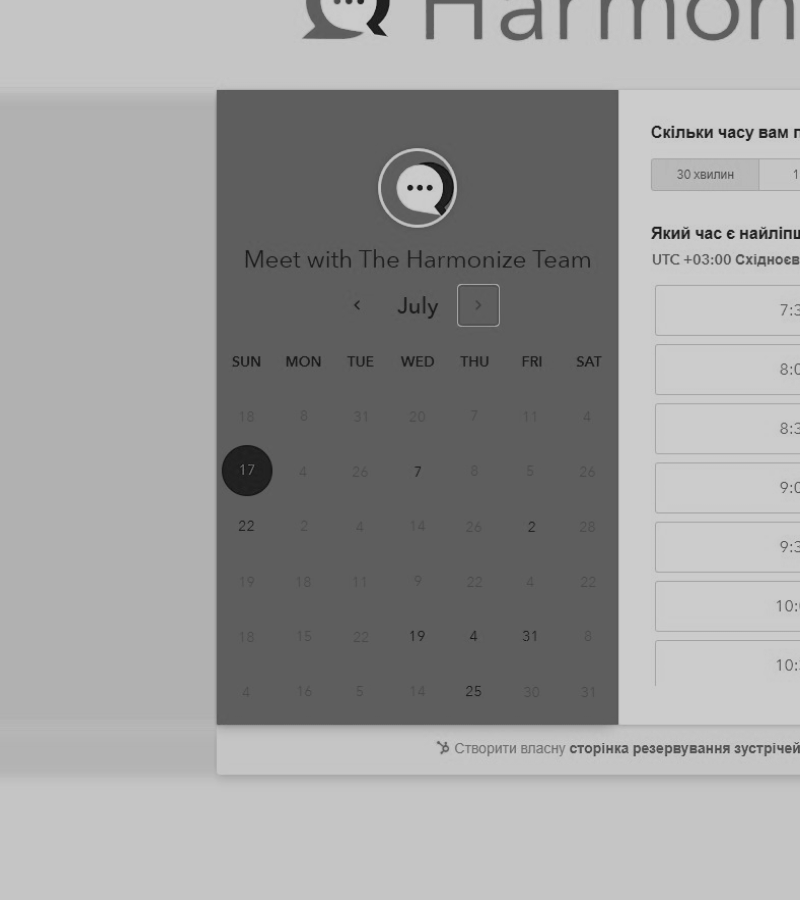 Harmon
Meet with The Harmonize Team
July
SUN MON TUE WED THU FRI SAT
18 8 31 20 7 11 4
17 4 26 7 8 5 26
22 2 4 14 26 2 28
19 18 11 9 22 4 22
18 15 22 19 4 31 8
4 16 5 14 25 30 31
Скільки часу вам п
30 хвилин 1
Який час є найліпш
UTC +03:00 Східноєв
7:3
8:0
8:3
9:0
9:3
10:
10:
Створити власну сторінка резервування зустрічей